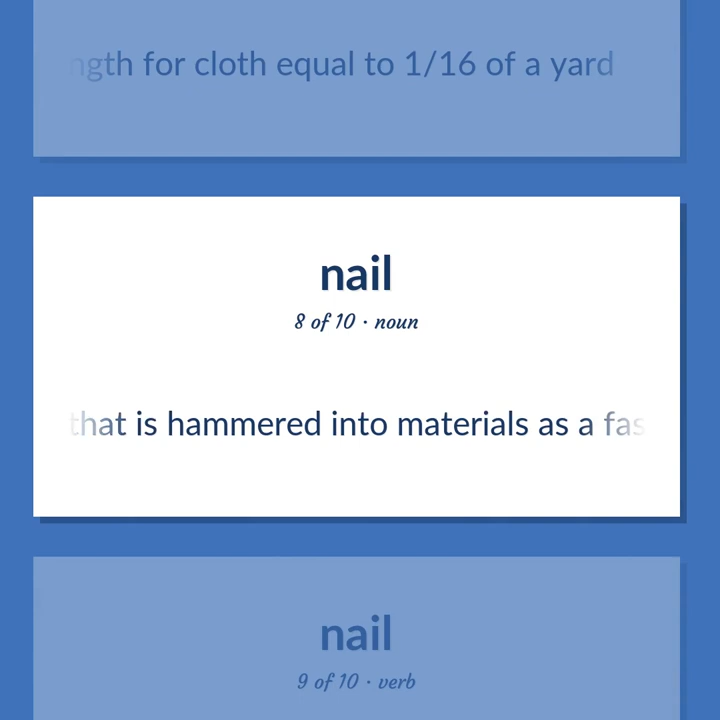 ngth for cloth equal to 1/16 of a yard
nail
8 of 10 · noun
that is hammered into materials as a fas
nail
9 of 10 · verb